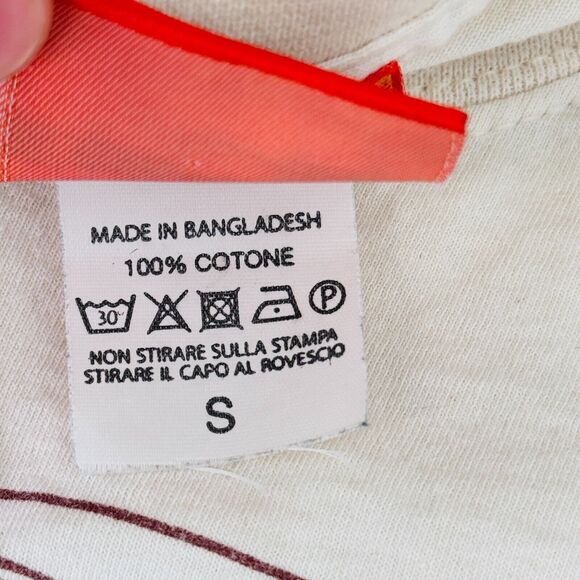 MADE IN BANGLADESH
100% COTONE
30° P
NON STIRARE SULLA STAMPA
STIRARE IL CAPO AL ROVESCIO
S